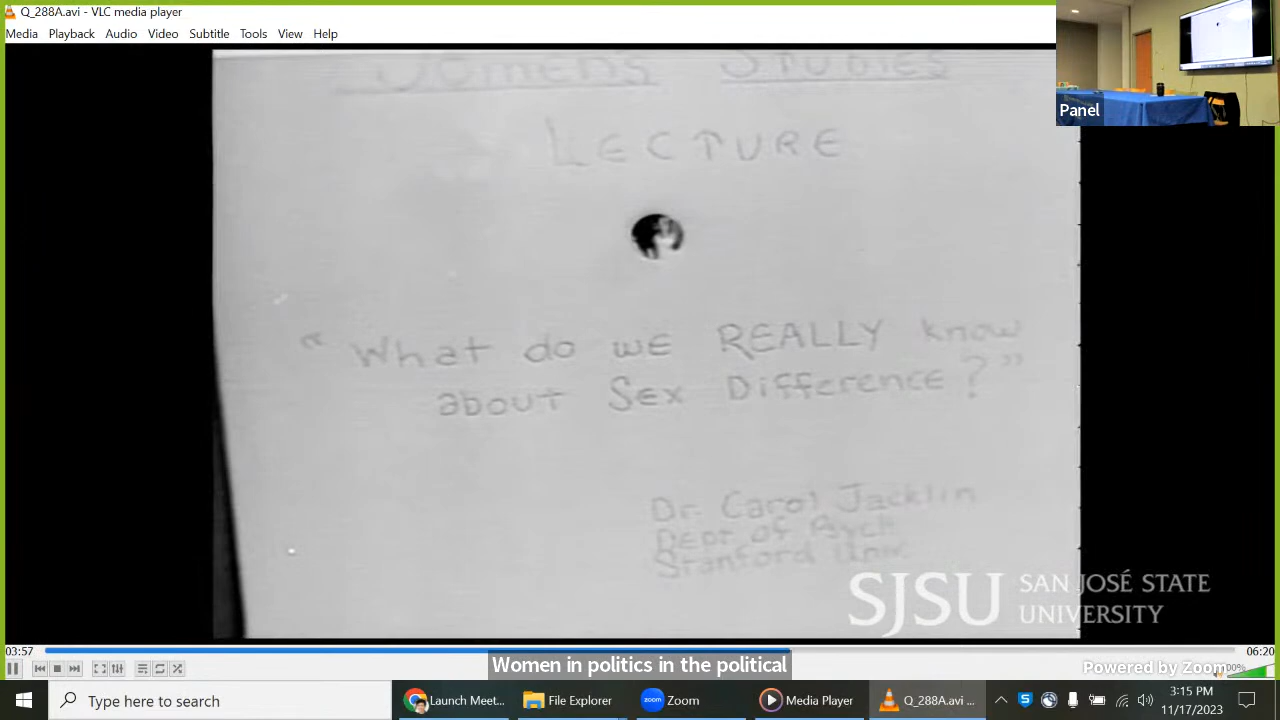 Q_288A.avi - VLC media player
Media Playback Audio Video Subtitle Tools View Help
Panel
STUDIES
LECTURE
"What do we REALLY know
about Sex Difference?"
Dr. Carol Jacklin
Dept of Psych
Stanford Univ.
SJSU SAN JOSÉ STATE
UNIVERSITY
03:57
06:20
Women in politics in the political
Powered by Zoom
Type here to search
Launch Meet...
File Explorer
Zoom
Media Player
Q_288A.avi ...
3:15 PM
11/17/2023